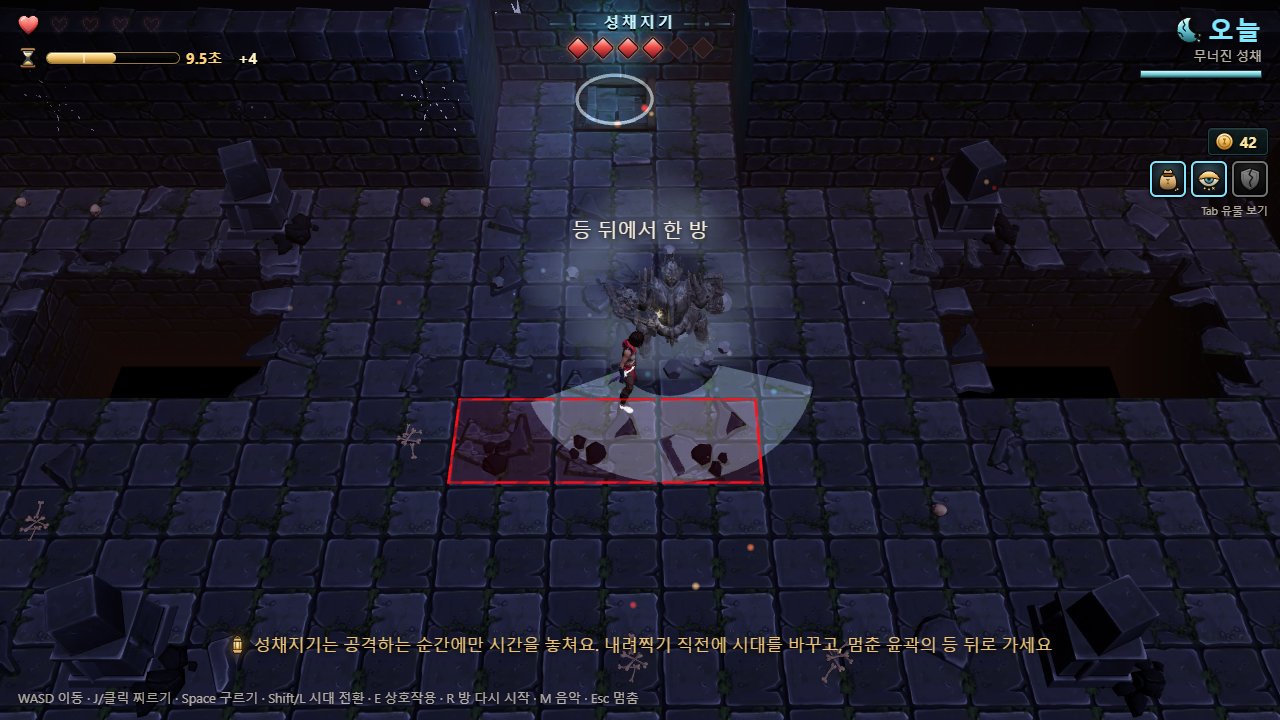 성채지기
오늘
무너진 성채
9.5초 +4
42
Tab 유물 보기
등 뒤에서 한 방
성채지기는 공격하는 순간에만 시간을 놓쳐요. 내려찍기 직전에 시대를 바꾸고, 멈춘 윤곽의 등 뒤로 가세요
WASD 이동 · J/클릭 찌르기 · Space 구르기 · Shift/L 시대 전환 · E 상호작용 · R 방 다시 시작 · M 음악 · Esc 멈춤